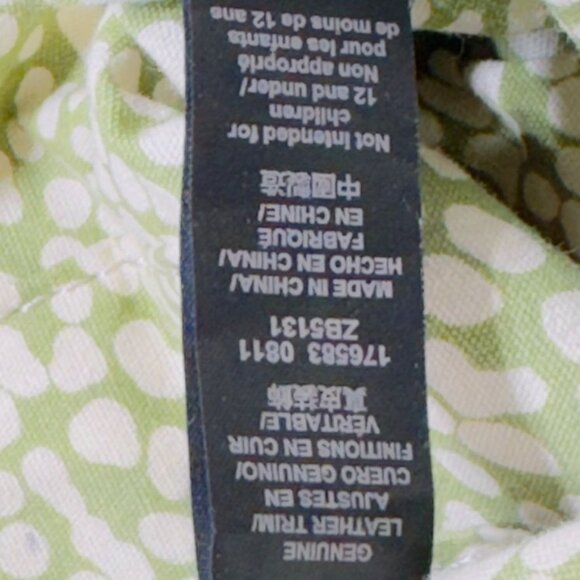 GENUINE
LEATHER TRIM/
AJUSTES EN
CUERO GENUINO/
FINITIONS EN CUIR
VÉRITABLE/
真皮裝飾
176583 0811
ZB5131
MADE IN CHINA/
HECHO EN CHINA/
FABRIQUÉ
EN CHINE/
中國製造
Not intended for
children
12 and under/
Non approprié
pour les enfants
de moins de 12 ans